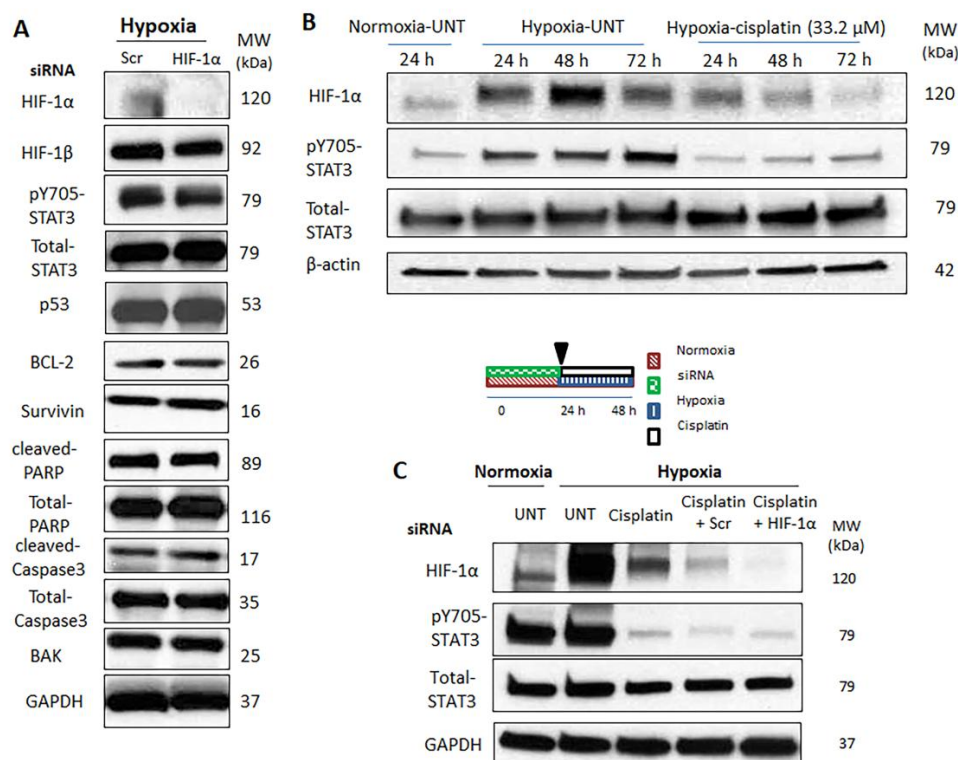 A
Hypoxia
Scr HIF-1α
MW
(kDa)
siRNA
HIF-1α 120
HIF-1β 92
pY705-
STAT3 79
Total-
STAT3 79
p53 53
BCL-2 26
Survivin 16
cleaved-
PARP 89
Total-
PARP 116
cleaved-
Caspase3 17
Total-
Caspase3 35
BAK 25
GAPDH 37
B
Normoxia-UNT Hypoxia-UNT Hypoxia-cisplatin (33.2 µM)
24 h 24 h 48 h 72 h 24 h 48 h 72 h
MW
(kDa)
HIF-1α 120
pY705-
STAT3 79
Total-
STAT3 79
β-actin 42
0 24 h 48 h
Normoxia
siRNA
Hypoxia
Cisplatin
C
Normoxia Hypoxia
siRNA
UNT UNT Cisplatin Cisplatin
+ Scr Cisplatin
+ HIF-1α
MW
(kDa)
HIF-1α 120
pY705-
STAT3 79
Total-
STAT3 79
GAPDH 37